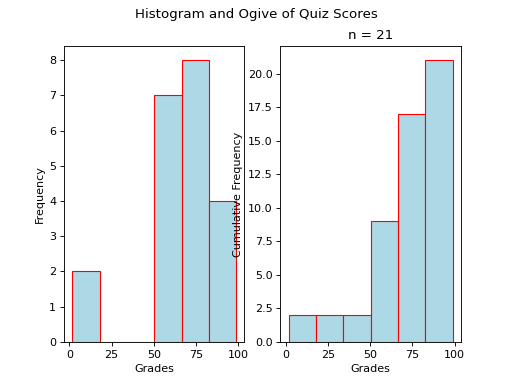 Histogram and Ogive of Quiz Scores
n = 21
Frequency
8
7
6
5
4
3
2
1
0
0 25 50 75 100
Grades
Cumulative Frequency
20.0
17.5
15.0
12.5
10.0
7.5
5.0
2.5
0.0
0 25 50 75 100
Grades